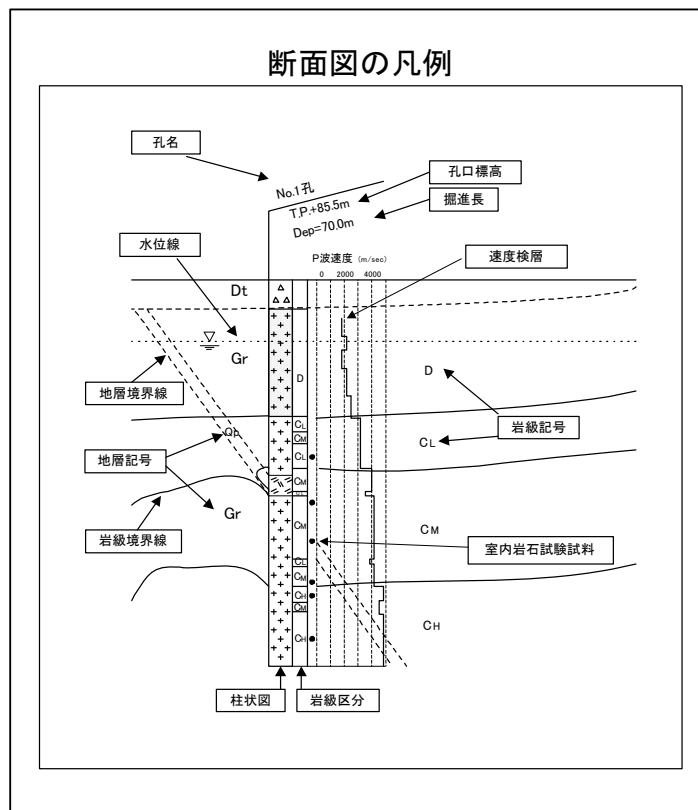 断面図の凡例
孔名
No.1孔
孔口標高
T.P.+85.5m
掘進長
Dep=70.0m
水位線
P波速度 (m/sec)
速度検層
0 2000 4000
Dt
Gr
D
D
地層境界線
岩級記号
CL
Qp
CM
CL
CL
地層記号
CM
Gr
岩級境界線
CM
CM
室内岩石試験試料
CL
CM
CH
CM
CH
CH
柱状図
岩級区分